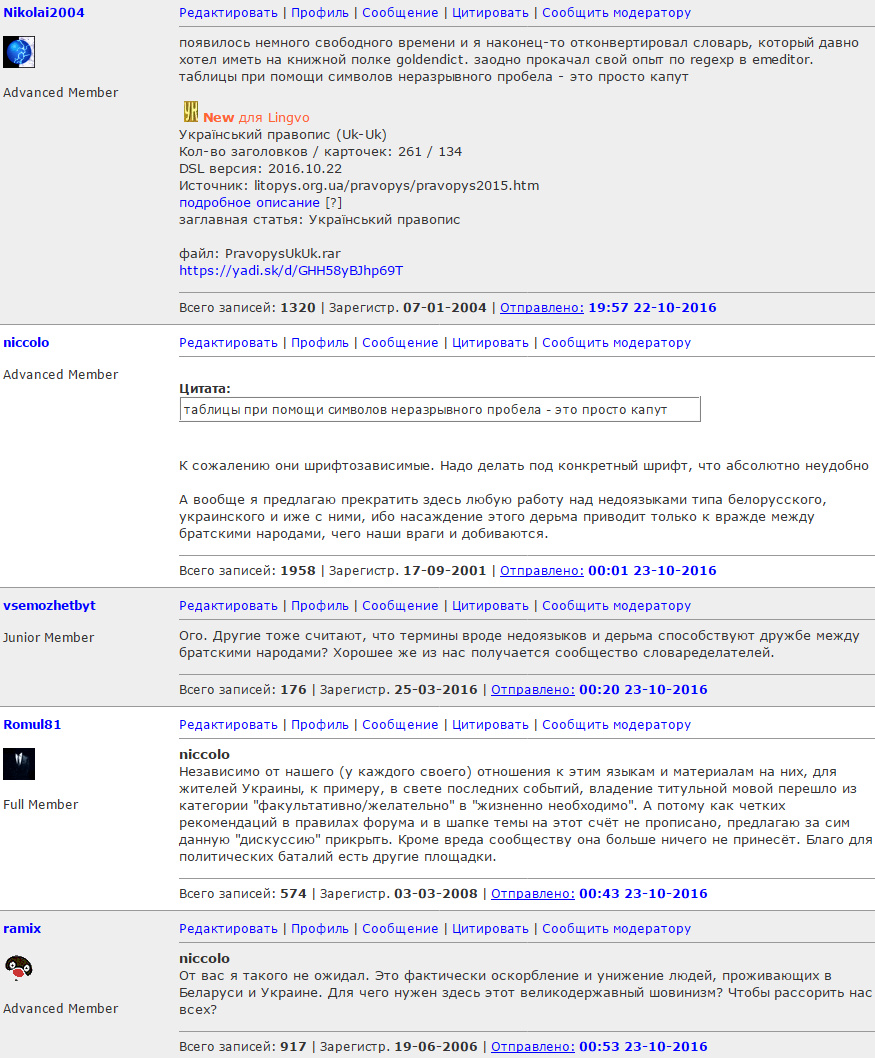 Nikolai2004
Редактировать | Профиль | Сообщение | Цитировать | Сообщить модератору
Advanced Member
появилось немного свободного времени и я наконец-то отконвертировал словарь, который давно
хотел иметь на книжной полке goldendict. заодно прокачал свой опыт по regexp в emeditor.
таблицы при помощи символов неразрывного пробела - это просто капут
УК New для Lingvo
Український правопис (Uk-Uk)
Кол-во заголовков / карточек: 261 / 134
DSL версия: 2016.10.22
Источник: litopys.org.ua/pravopys/pravopys2015.htm
подробное описание [?]
заглавная статья: Український правопис
файл: PravopysUkUk.rar
https://yadi.sk/d/GHH58yBJhp69T
Всего записей: 1320 | Зарегистр. 07-01-2004 | Отправлено: 19:57 22-10-2016
niccolo
Редактировать | Профиль | Сообщение | Цитировать | Сообщить модератору
Advanced Member
Цитата:
таблицы при помощи символов неразрывного пробела - это просто капут
К сожалению они шрифтозависимые. Надо делать под конкретный шрифт, что абсолютно неудобно
А вообще я предлагаю прекратить здесь любую работу над недоязыками типа белорусского,
украинского и иже с ними, ибо насаждение этого дерьма приводит только к вражде между
братскими народами, чего наши враги и добиваются.
Всего записей: 1958 | Зарегистр. 17-09-2001 | Отправлено: 00:01 23-10-2016
vsemozhetbyt
Редактировать | Профиль | Сообщение | Цитировать | Сообщить модератору
Junior Member
Ого. Другие тоже считают, что термины вроде недоязыков и дерьма способствуют дружбе между
братскими народами? Хорошее же из нас получается сообщество словаределателей.
Всего записей: 176 | Зарегистр. 25-03-2016 | Отправлено: 00:20 23-10-2016
Romul81
Редактировать | Профиль | Сообщение | Цитировать | Сообщить модератору
Full Member
niccolo
Независимо от нашего (у каждого своего) отношения к этим языкам и материалам на них, для
жителей Украины, к примеру, в свете последних событий, владение титульной мовой перешло из
категории "факультативно/желательно" в "жизненно необходимо". А потому как четких
рекомендаций в правилах форума и в шапке темы на этот счёт не прописано, предлагаю за сим
данную "дискуссию" прикрыть. Кроме вреда сообществу она больше ничего не принесёт. Благо для
политических баталий есть другие площадки.
Всего записей: 574 | Зарегистр. 03-03-2008 | Отправлено: 00:43 23-10-2016
ramix
Редактировать | Профиль | Сообщение | Цитировать | Сообщить модератору
Advanced Member
niccolo
От вас я такого не ожидал. Это фактически оскорбление и унижение людей, проживающих в
Беларуси и Украине. Для чего нужен здесь этот великодержавный шовинизм? Чтобы рассорить нас
всех?
Всего записей: 917 | Зарегистр. 19-06-2006 | Отправлено: 00:53 23-10-2016